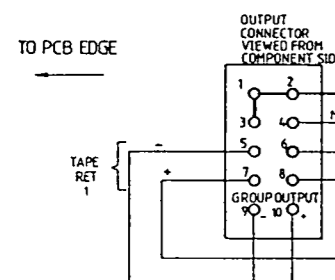 OUTPUT
CONNECTOR
VIEWED FROM
COMPONENT SID
TO PCB EDGE
1 2
3 4
- 5 6
TAPE
RET
1
+ 7 8
GROUP OUTPUT
9 - 10 +